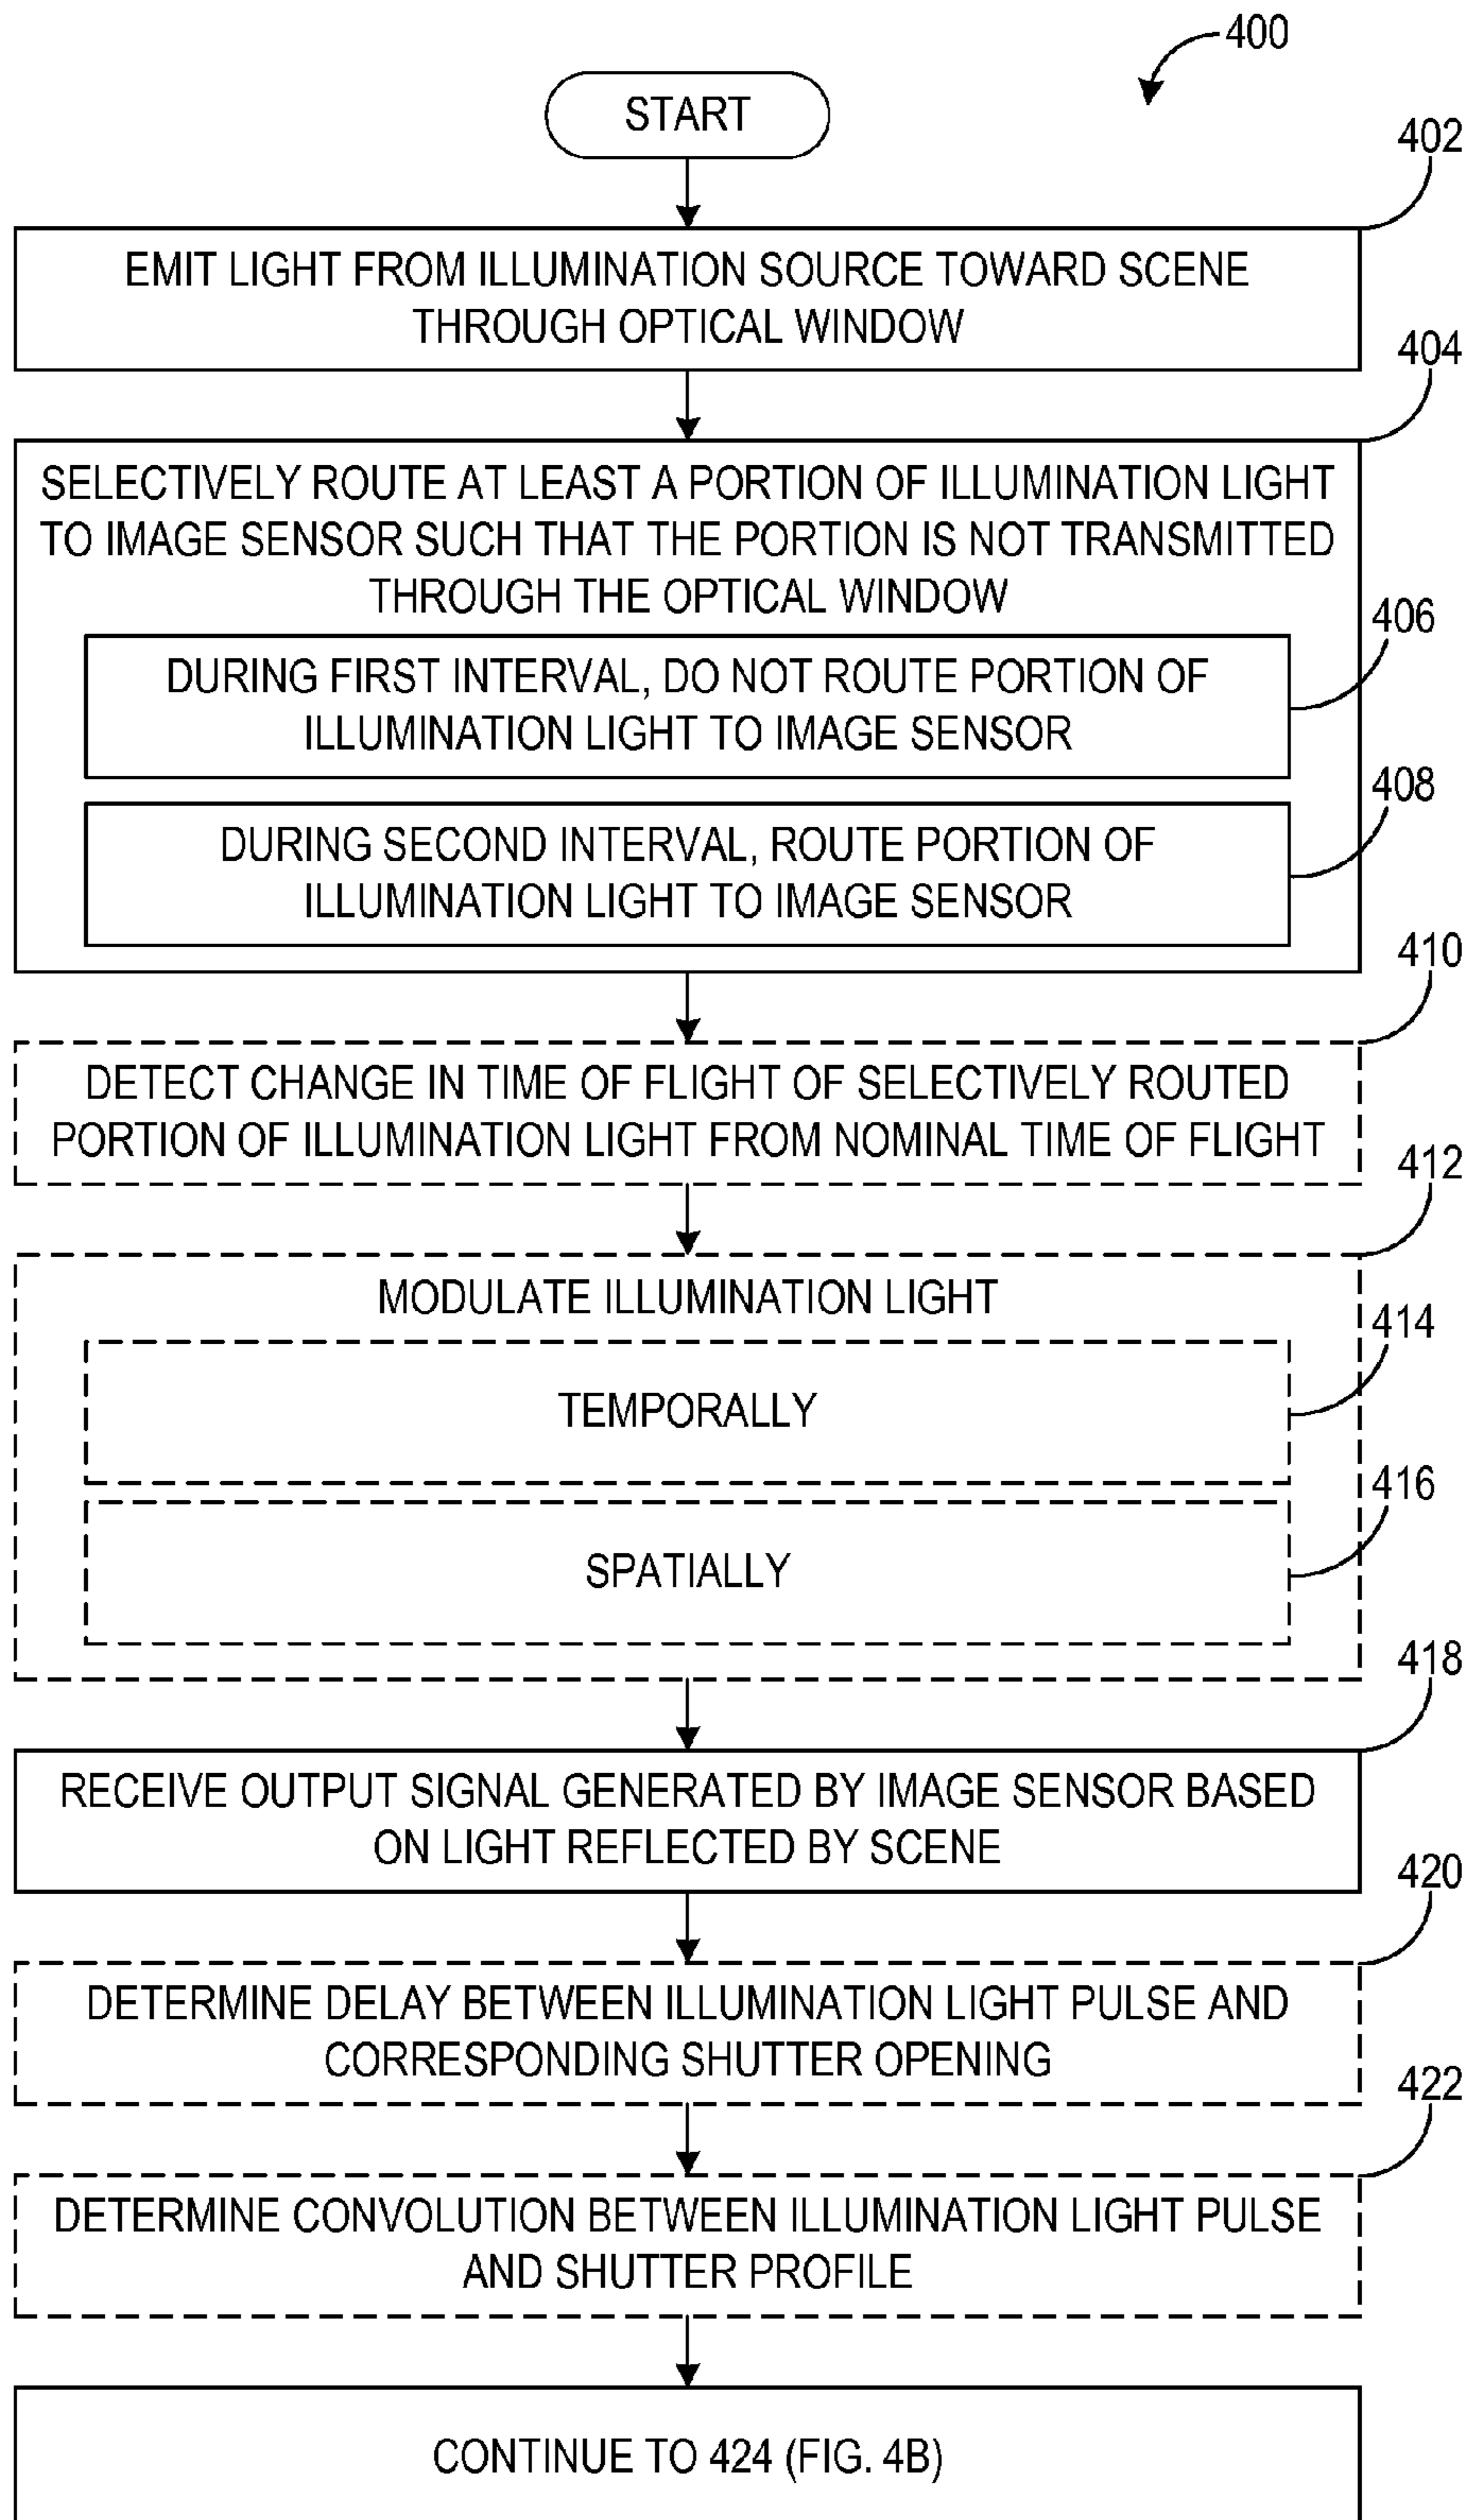 400
START
402
EMIT LIGHT FROM ILLUMINATION SOURCE TOWARD SCENE
THROUGH OPTICAL WINDOW
404
SELECTIVELY ROUTE AT LEAST A PORTION OF ILLUMINATION LIGHT
TO IMAGE SENSOR SUCH THAT THE PORTION IS NOT TRANSMITTED
THROUGH THE OPTICAL WINDOW
406
DURING FIRST INTERVAL, DO NOT ROUTE PORTION OF
ILLUMINATION LIGHT TO IMAGE SENSOR
408
DURING SECOND INTERVAL, ROUTE PORTION OF
ILLUMINATION LIGHT TO IMAGE SENSOR
410
DETECT CHANGE IN TIME OF FLIGHT OF SELECTIVELY ROUTED
PORTION OF ILLUMINATION LIGHT FROM NOMINAL TIME OF FLIGHT
412
MODULATE ILLUMINATION LIGHT
414
TEMPORALLY
416
SPATIALLY
418
RECEIVE OUTPUT SIGNAL GENERATED BY IMAGE SENSOR BASED
ON LIGHT REFLECTED BY SCENE
420
DETERMINE DELAY BETWEEN ILLUMINATION LIGHT PULSE AND
CORRESPONDING SHUTTER OPENING
422
DETERMINE CONVOLUTION BETWEEN ILLUMINATION LIGHT PULSE
AND SHUTTER PROFILE
CONTINUE TO 424 (FIG. 4B)